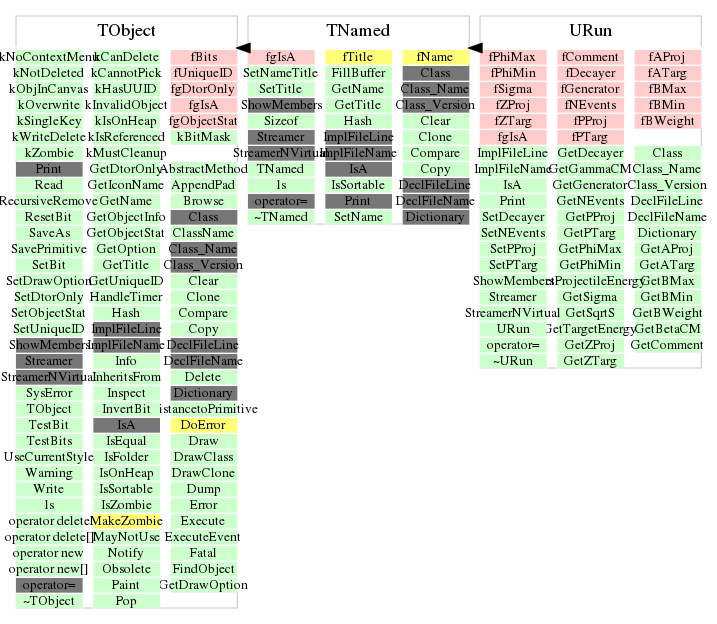 TObject
kNoContextMenu kCanDelete fBits
kNotDeleted kCannotPick fUniqueID
kObjInCanvas kHasUUID fgDtorOnly
kOverwrite kInvalidObject fgIsA
kSingleKey kIsOnHeap fgObjectStat
kWriteDelete kIsReferenced kBitMask
kZombie kMustCleanup
Print GetDtorOnly AbstractMethod
Read GetIconName AppendPad
RecursiveRemove GetName Browse
ResetBit GetObjectInfo Class
SaveAs GetObjectStat ClassName
SavePrimitive GetOption Class_Name
SetBit GetTitle Class_Version
SetDrawOption GetUniqueID Clear
SetDtorOnly HandleTimer Clone
SetObjectStat Hash Compare
SetUniqueID ImplFileLine Copy
ShowMembers ImplFileName DeclFileLine
Streamer Info DeclFileName
StreamerNVirtual InheritsFrom Delete
SysError Inspect Dictionary
TObject InvertBit istancetoPrimitive
TestBit IsA DoError
TestBits IsEqual Draw
UseCurrentStyle IsFolder DrawClass
Warning IsOnHeap DrawClone
Write IsSortable Dump
ls IsZombie Error
operator delete MakeZombie Execute
operator delete[] MayNotUse ExecuteEvent
operator new Notify Fatal
operator new[] Obsolete FindObject
operator= Paint GetDrawOption
~TObject Pop
TNamed
fgIsA fTitle fName
SetNameTitle FillBuffer Class
SetTitle GetName Class_Name
ShowMembers GetTitle Class_Version
Sizeof Hash Clear
Streamer ImplFileLine Clone
StreamerNVirtual ImplFileName Compare
TNamed IsA Copy
ls IsSortable DeclFileLine
operator= Print DeclFileName
~TNamed SetName Dictionary
URun
fPhiMax fComment fAProj
fPhiMin fDecayer fATarg
fSigma fGenerator fBMax
fZProj fNEvents fBMin
fZTarg fPProj fBWeight
fgIsA fPTarg
ImplFileLine GetDecayer Class
ImplFileName GetGammaCM Class_Name
IsA GetGenerator Class_Version
Print GetNEvents DeclFileLine
SetDecayer GetPProj DeclFileName
SetNEvents GetPTarg Dictionary
SetPProj GetPhiMax GetAProj
SetPTarg GetPhiMin GetATarg
ShowMembers sProjectileEnergy GetBMax
Streamer GetSigma GetBMin
StreamerNVirtual GetSqrtS GetBWeight
URun GetTargetEnergy GetBetaCM
operator= GetZProj GetComment
~URun GetZTarg